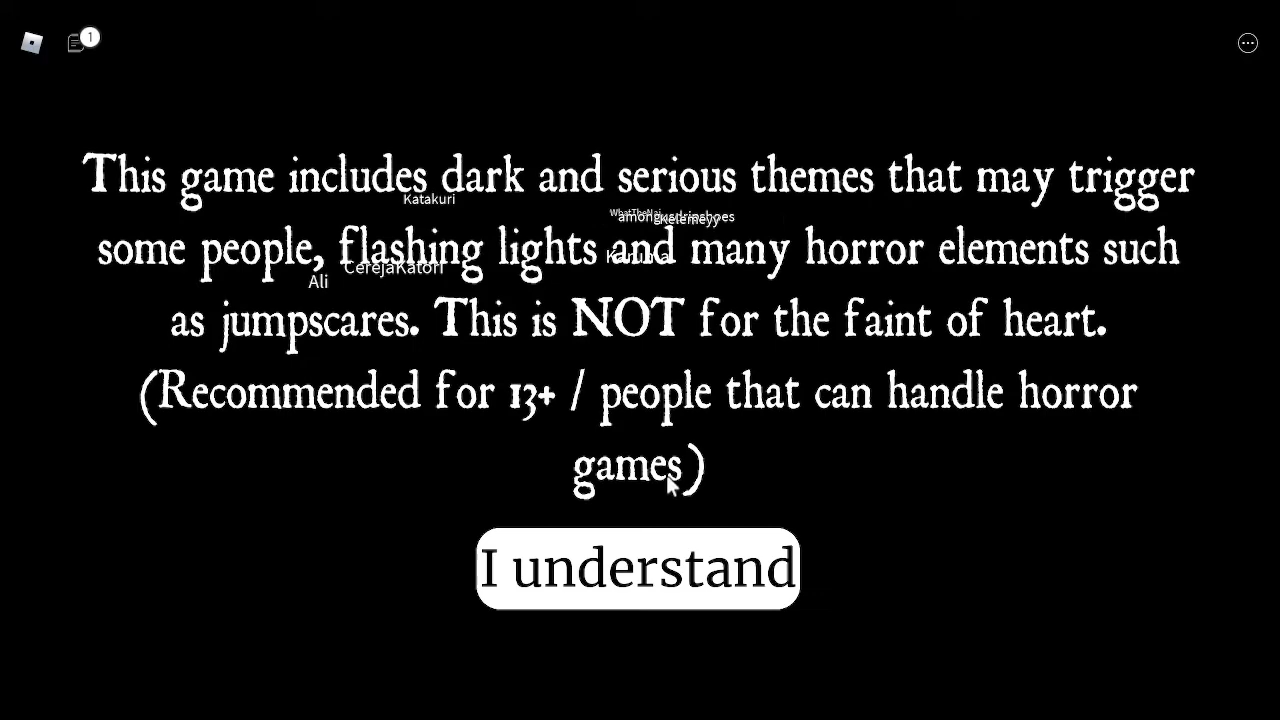 1
This game includes dark and serious themes that may trigger
Katakuri
some people, flashing lights and many horror elements such
CerejaKatori
Ali
as jumpscares. This is NOT for the faint of heart.
(Recommended for 13+ / people that can handle horror
games)
I understand